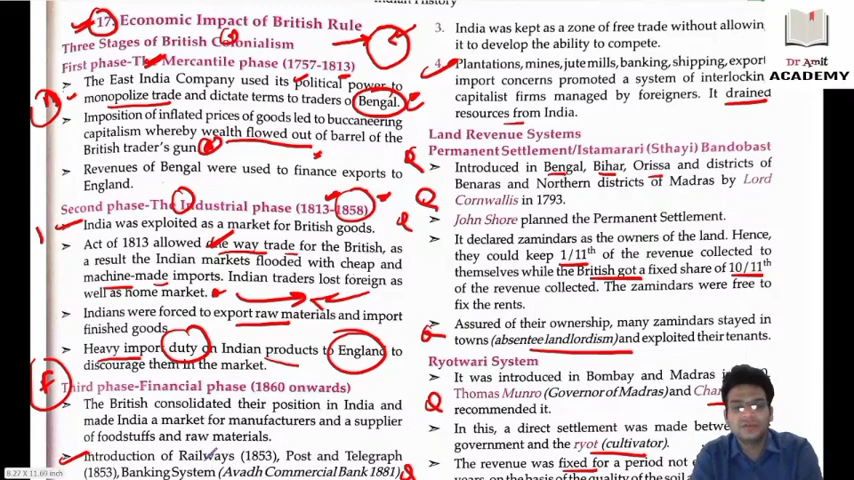 Indian History
17. Economic Impact of British Rule
Three Stages of British Colonialism
First phase-The Mercantile phase (1757-1813)
➤ The East India Company used its political power to
monopolize trade and dictate terms to traders of Bengal.
➤ Imposition of inflated prices of goods led to buccaneering
capitalism whereby wealth flowed out of barrel of the
British trader's gun
➤ Revenues of Bengal were used to finance exports to
England.
Second phase-The Industrial phase (1813-1858)
India was exploited as a market for British goods.
➤ Act of 1813 allowed one way trade for the British, as
a result the Indian markets flooded with cheap and
machine-made imports. Indian traders lost foreign as
well as home market.
➤ Indians were forced to export raw materials and import
finished goods
➤ Heavy import duty on Indian products to England to
discourage them in the market.
Third phase-Financial phase (1860 onwards)
➤ The British consolidated their position in India and
made India a market for manufacturers and a supplier
of foodstuffs and raw materials.
➤ Introduction of Railways (1853), Post and Telegraph
(1853), Banking System (Avadh Commercial Bank 1881)
8.27 x 11.69 inch
3. India was kept as a zone of free trade without allowin
it to develop the ability to compete.
4. Plantations, mines, jute mills, banking, shipping, export
import concerns promoted a system of interlockin
capitalist firms managed by foreigners. It drained
resources from India.
Land Revenue Systems
Permanent Settlement/Istamarari (Sthayi) Bandobast
➤ Introduced in Bengal, Bihar, Orissa and districts of
Benaras and Northern districts of Madras by Lord
Cornwallis in 1793.
➤ John Shore planned the Permanent Settlement.
➤ It declared zamindars as the owners of the land. Hence,
they could keep 1/11th of the revenue collected to
themselves while the British got a fixed share of 10/11th
of the revenue collected. The zamindars were free to
fix the rents.
➤ Assured of their ownership, many zamindars stayed in
towns (absentee landlordism) and exploited their tenants.
Ryotwari System
➤ It was introduced in Bombay and Madras
Thomas Munro (Governor of Madras) and
recommended it.
➤ In this, a direct settlement was made
government and the ryot (cultivator).
➤ The revenue was fixed for a period not
years, on the basis of the quality of the soil
Dr Amit
ACADEMY